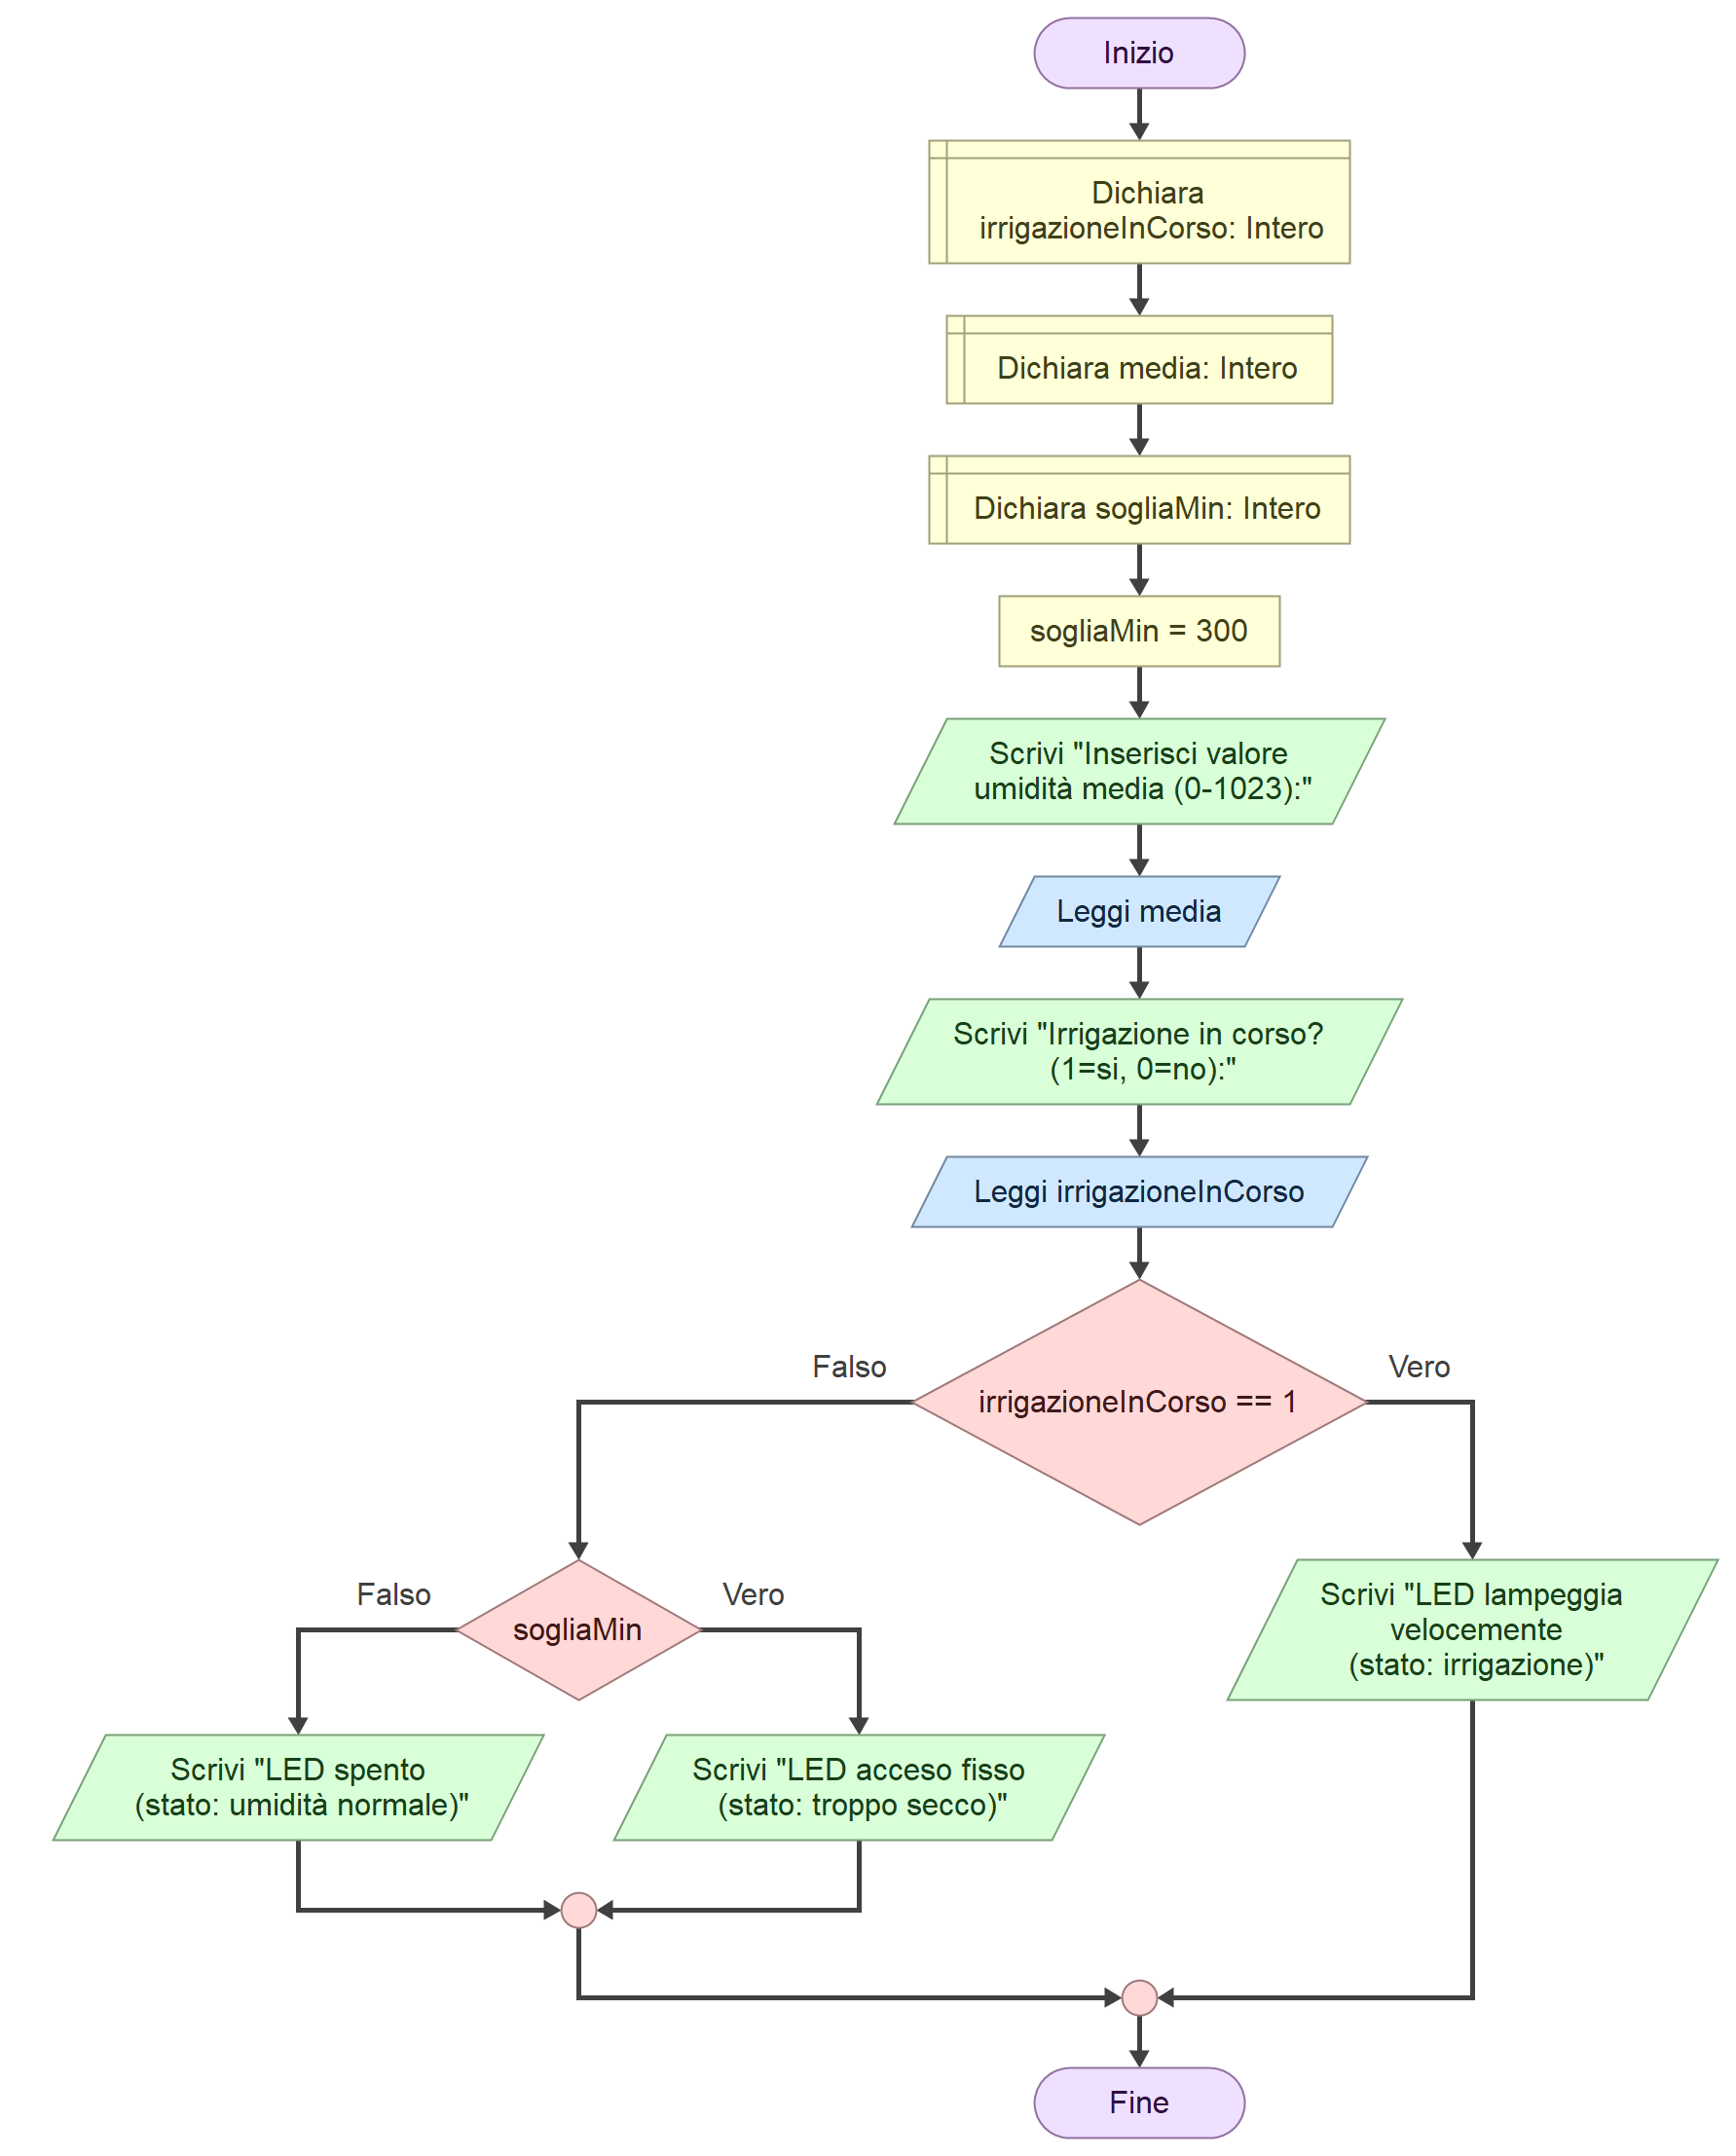 Inizio
Dichiara
irrigazioneInCorso: Intero
Dichiara media: Intero
Dichiara sogliaMin: Intero
sogliaMin = 300
Scrivi "Inserisci valore
umidità media (0-1023):"
Leggi media
Scrivi "Irrigazione in corso?
(1=si, 0=no):"
Leggi irrigazioneInCorso
Falso
Vero
irrigazioneInCorso == 1
Falso
Vero
sogliaMin
Scrivi "LED lampeggia
velocemente
(stato: irrigazione)"
Scrivi "LED spento
(stato: umidità normale)"
Scrivi "LED acceso fisso
(stato: troppo secco)"
Fine